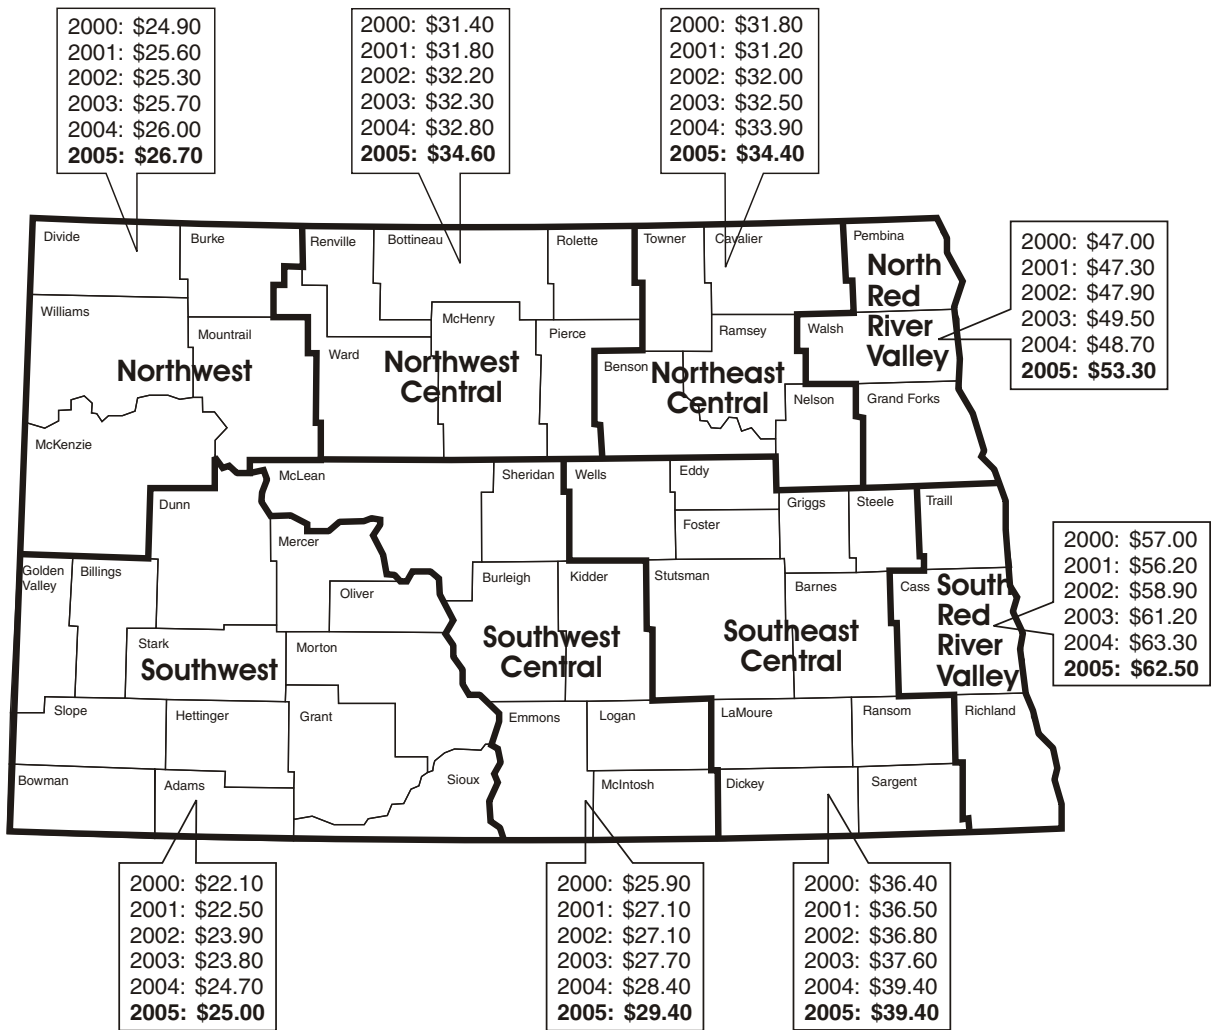 2000: $24.90
2001: $25.60
2002: $25.30
2003: $25.70
2004: $26.00
2005: $26.70
2000: $31.40
2001: $31.80
2002: $32.20
2003: $32.30
2004: $32.80
2005: $34.60
2000: $31.80
2001: $31.20
2002: $32.00
2003: $32.50
2004: $33.90
2005: $34.40
2000: $47.00
2001: $47.30
2002: $47.90
2003: $49.50
2004: $48.70
2005: $53.30
Divide
Burke
Williams
Mountrail
Northwest
McKenzie
Renville
Bottineau
Rolette
McHenry
Pierce
Ward
Northwest
Central
Towner
Cavalier
Ramsey
Benson
Northeast
Central
Nelson
Pembina
North
Red
River
Valley
Walsh
Grand Forks
Dunn
Mercer
Oliver
Golden
Valley
Billings
Stark
Southwest
Morton
Slope
Hettinger
Grant
Bowman
Adams
Sioux
McLean
Sheridan
Burleigh
Kidder
Southwest
Central
Emmons
Logan
McIntosh
Wells
Eddy
Foster
Griggs
Steele
Stutsman
Barnes
Southeast
Central
LaMoure
Ransom
Dickey
Sargent
Traill
Cass
South
Red
River
Valley
Richland
2000: $57.00
2001: $56.20
2002: $58.90
2003: $61.20
2004: $63.30
2005: $62.50
2000: $22.10
2001: $22.50
2002: $23.90
2003: $23.80
2004: $24.70
2005: $25.00
2000: $25.90
2001: $27.10
2002: $27.10
2003: $27.70
2004: $28.40
2005: $29.40
2000: $36.40
2001: $36.50
2002: $36.80
2003: $37.60
2004: $39.40
2005: $39.40